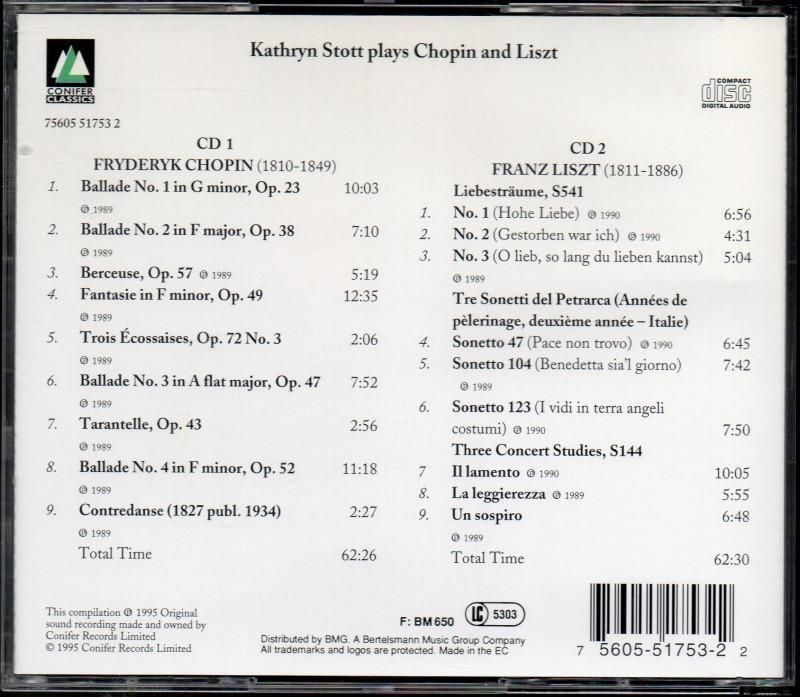 Kathryn Stott plays Chopin and Liszt
CONIFER
CLASSICS
COMPACT
disc
DIGITAL AUDIO
75605 51753 2
CD 1
FRYDERYK CHOPIN (1810-1849)
1. Ballade No. 1 in G minor, Op. 23 10:03
℗ 1989
2. Ballade No. 2 in F major, Op. 38 7:10
℗ 1989
3. Berceuse, Op. 57 ℗ 1989 5:19
4. Fantasie in F minor, Op. 49 12:35
℗ 1989
5. Trois Écossaises, Op. 72 No. 3 2:06
℗ 1989
6. Ballade No. 3 in A flat major, Op. 47 7:52
℗ 1989
7. Tarantelle, Op. 43 2:56
℗ 1989
8. Ballade No. 4 in F minor, Op. 52 11:18
℗ 1989
9. Contredanse (1827 publ. 1934) 2:27
℗ 1989
Total Time 62:26
CD 2
FRANZ LISZT (1811-1886)
Liebesträume, S541
1. No. 1 (Hohe Liebe) ℗ 1990 6:56
2. No. 2 (Gestorben war ich) ℗ 1990 4:31
3. No. 3 (O lieb, so lang du lieben kannst) 5:04
℗ 1989
Tre Sonetti del Petrarca (Années de
pèlerinage, deuxième année – Italie)
4. Sonetto 47 (Pace non trovo) ℗ 1990 6:45
5. Sonetto 104 (Benedetta sia'l giorno) 7:42
℗ 1989
6. Sonetto 123 (I vidi in terra angeli
costumi) ℗ 1990 7:50
Three Concert Studies, S144
7 Il lamento ℗ 1990 10:05
8. La leggierezza ℗ 1989 5:55
9. Un sospiro 6:48
℗ 1989
Total Time 62:30
This compilation ℗ 1995 Original
sound recording made and owned by
Conifer Records Limited
© 1995 Conifer Records Limited
F: BM 650
LC 5303
Distributed by BMG. A Bertelsmann Music Group Company
All trademarks and logos are protected. Made in the EC
7 5605-51753-2 2